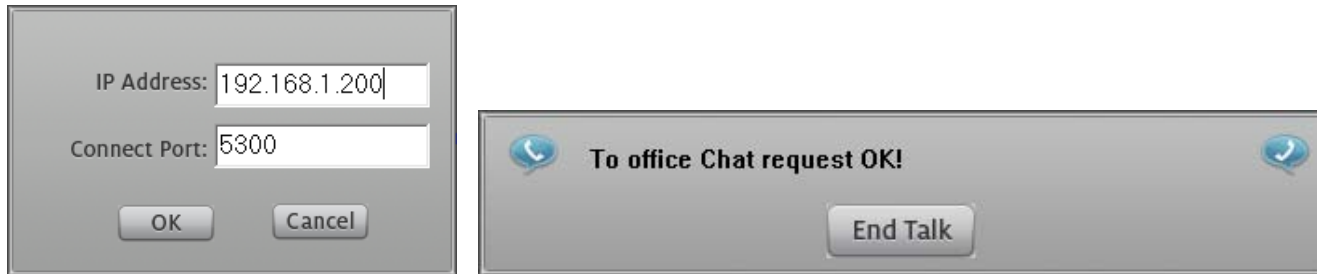 IP Address: 192.168.1.200
Connect Port: 5300
OK Cancel
To office Chat request OK!
End Talk